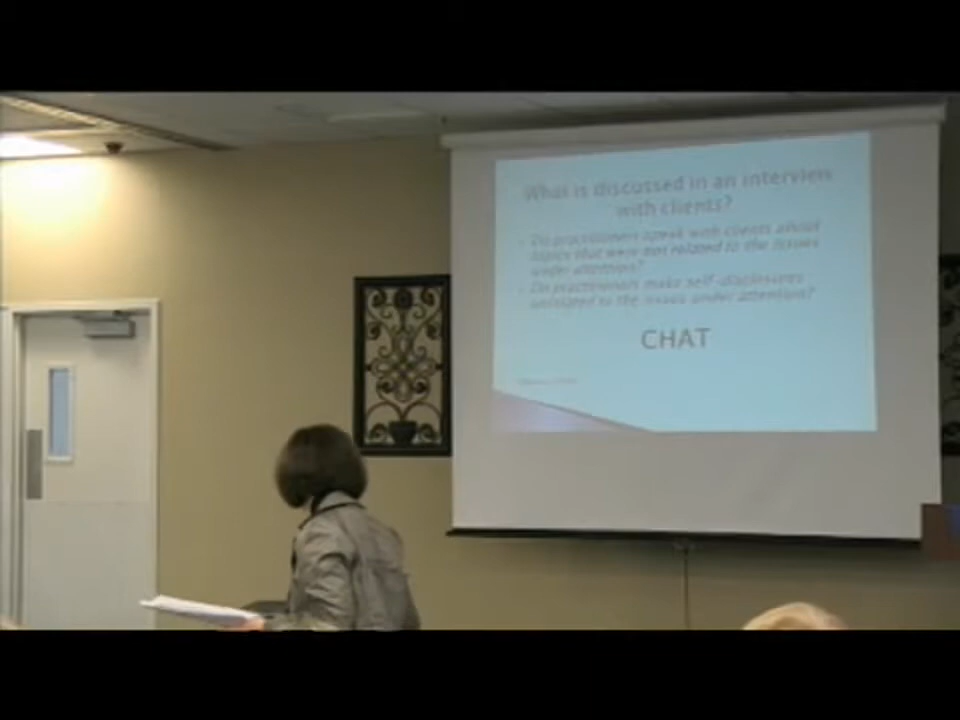 What is discussed in an interview
with clients?
Do practitioners speak with clients
topics that were not related to the issues
under attention?
Do practitioners make self-disclosures
unrelated to the issues under attention?
CHAT